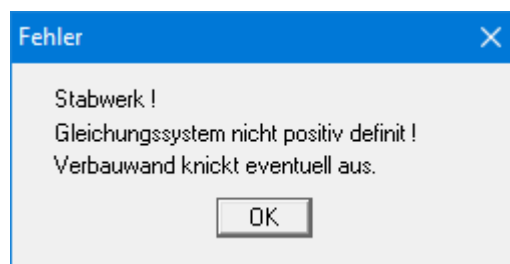 Fehler
Stabwerk !
Gleichungssystem nicht positiv definit !
Verbauwand knickt eventuell aus.
OK